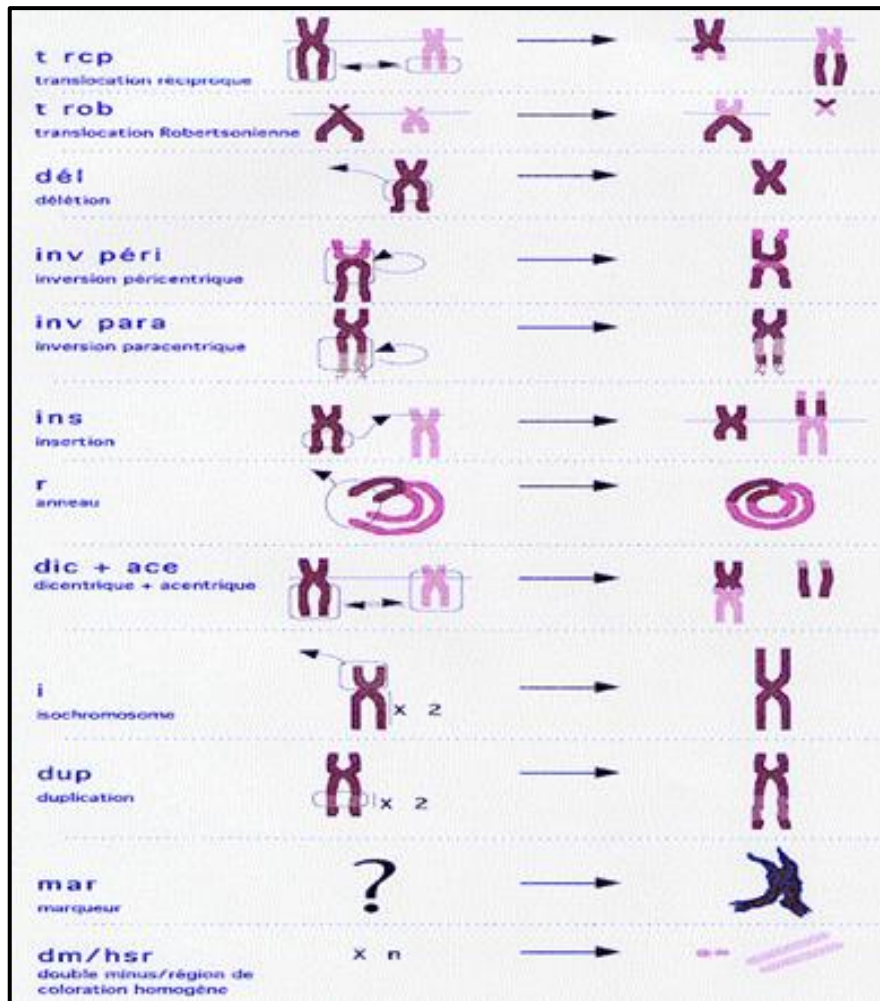 t rcp
translocation réciproque
t rob
translocation Robertsonienne
dél
délétion
inv péri
inversion péricentrique
inv para
inversion paracentrique
ins
insertion
r
anneau
dic + ace
dicentrique + acentrique
i
isochromosome
x 2
dup
duplication
x 2
mar
marqueur
?
dm/hsr
double minus/région de
coloration homogène
x n